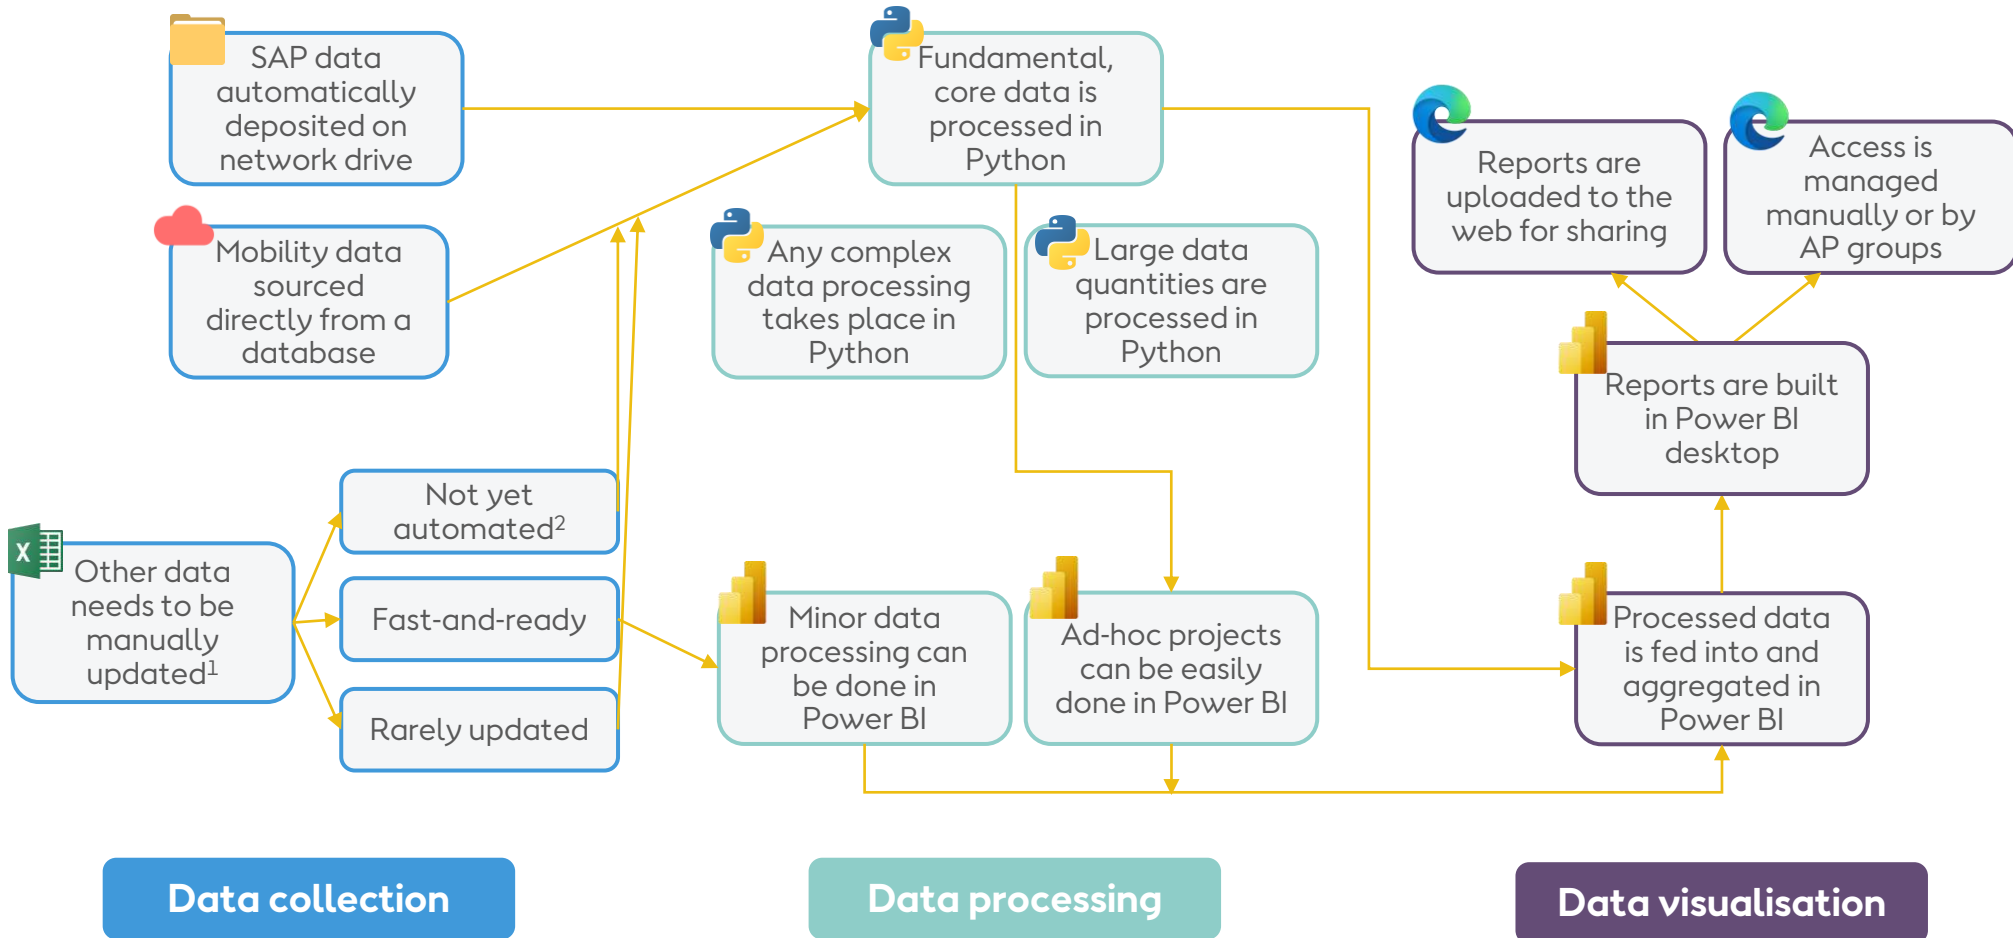 SAP data
automatically
deposited on
network drive
Mobility data
sourced
directly from a
database
X
Other data
needs to be
manually
updated¹
Not yet
automated²
Fast-and-ready
Rarely updated
Fundamental,
core data is
processed in
Python
Any complex
data processing
takes place in
Python
Large data
quantities are
processed in
Python
Minor data
processing can
be done in
Power BI
Ad-hoc projects
can be easily
done in Power BI
Reports are
uploaded to the
web for sharing
Access is
managed
manually or by
AP groups
Reports are built
in Power BI
desktop
Processed data
is fed into and
aggregated in
Power BI
Data collection
Data processing
Data visualisation